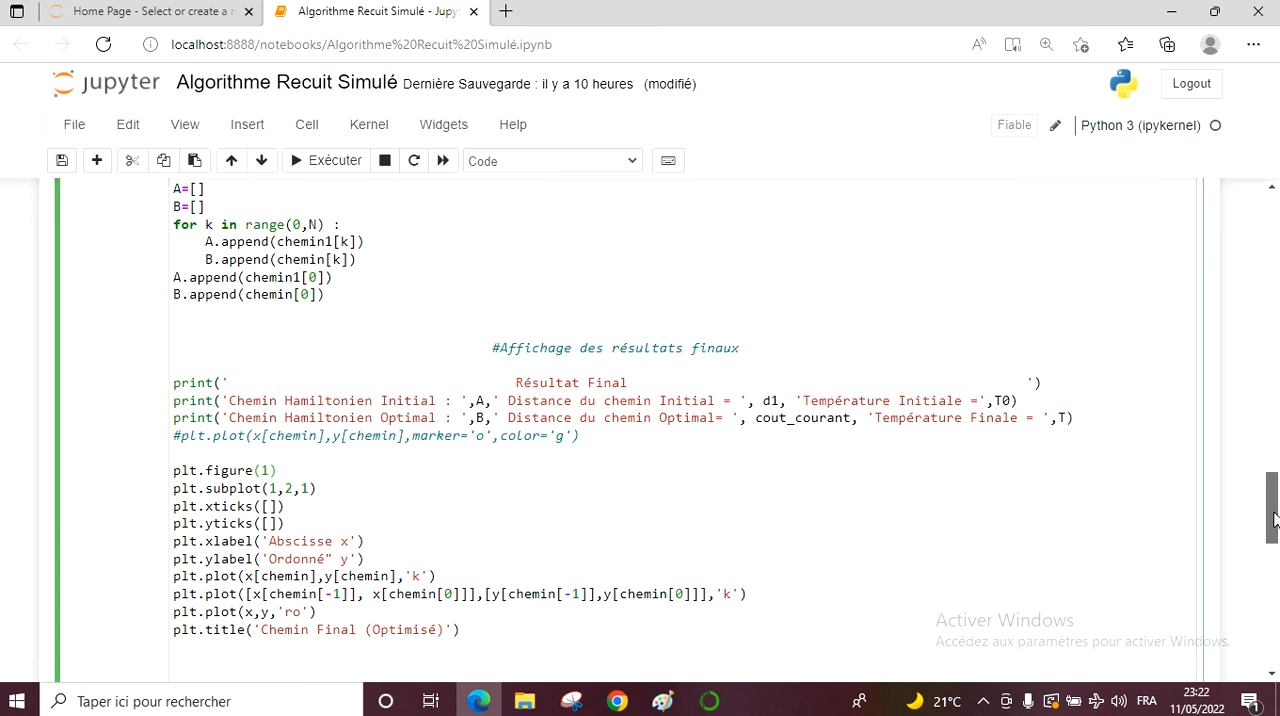 Home Page - Select or create a n
Algorithme Recuit Simulé - Jupy
localhost:8888/notebooks/Algorithme%20Recuit%20Simulé.ipynb
jupyter Algorithme Recuit Simulé Dernière Sauvegarde : il y a 10 heures (modifié)
Logout
File Edit View Insert Cell Kernel Widgets Help
Fiable
Python 3 (ipykernel)
Exécuter
Code
A=[]
B=[]
for k in range(0,N) :
    A.append(chemin1[k])
    B.append(chemin[k])
A.append(chemin1[0])
B.append(chemin[0])
#Affichage des résultats finaux
print('                                    Résultat Final                                                  ')
print('Chemin Hamiltonien Initial : ',A,' Distance du chemin Initial = ', d1, 'Température Initiale =',T0)
print('Chemin Hamiltonien Optimal : ',B,' Distance du chemin Optimal= ', cout_courant, 'Température Finale = ',T)
#plt.plot(x[chemin],y[chemin],marker='o',color='g')
plt.figure(1)
plt.subplot(1,2,1)
plt.xticks([])
plt.yticks([])
plt.xlabel('Abscisse x')
plt.ylabel('Ordonné" y')
plt.plot(x[chemin],y[chemin],'k')
plt.plot([x[chemin[-1]], x[chemin[0]]],[y[chemin[-1]],y[chemin[0]]],'k')
plt.plot(x,y,'ro')
plt.title('Chemin Final (Optimisé)')
Activer Windows
Accédez aux paramètres pour activer Windows.
Taper ici pour rechercher
21°C
FRA
23:22
11/05/2022
1